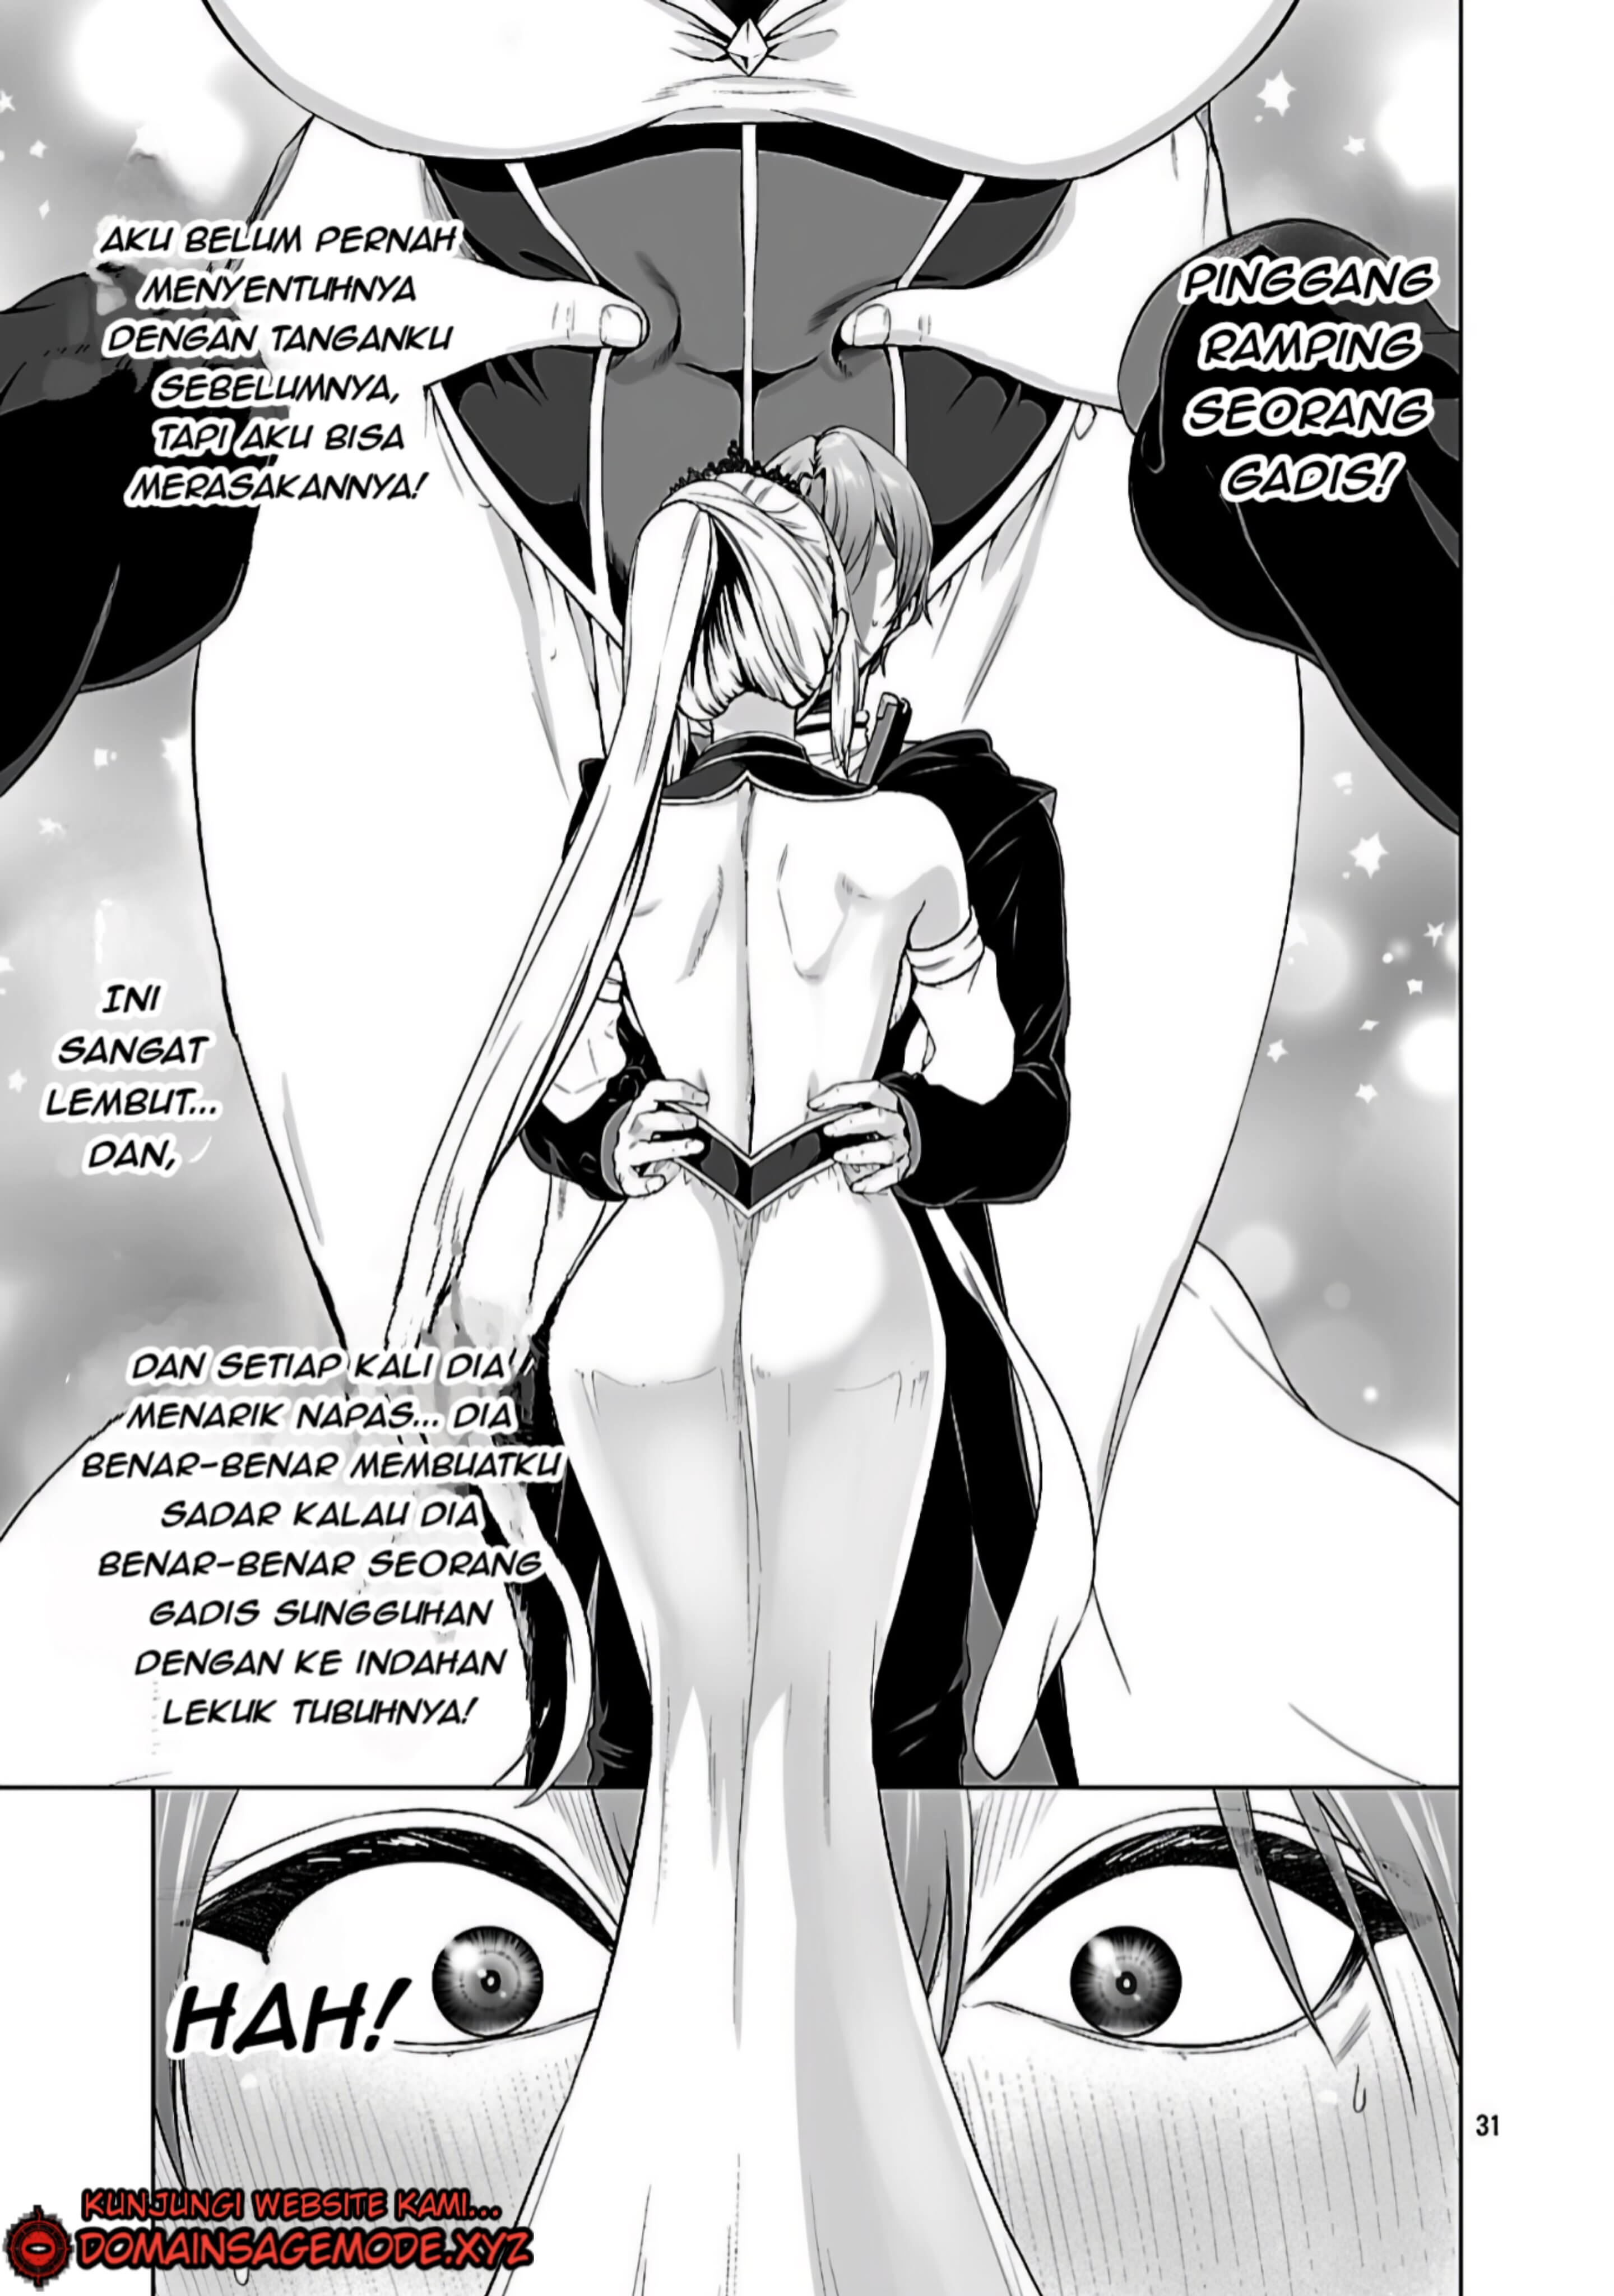 PINGGANG
RAMPING
SEORANG
GADIS!
AKU BELUM PERNAH
MENYENTUHNYA
DENGAN TANGANKU
SEBELUMNYA,
TAPI AKU BISA
MERASAKANNYA!
INI
SANGAT
LEMBUT...
DAN,
DAN SETIAP KALI DIA
MENARIK NAPAS... DIA
BENAR-BENAR MEMBUATKU
SADAR KALAU DIA
BENAR-BENAR SEORANG
GADIS SUNGGUHAN
DENGAN KE INDAHAN
LEKUK TUBUHNYA!
HAH!
31
KUNJUNGI WEBSITE KAMI...
DOMAINSAGEMODE.XYZ